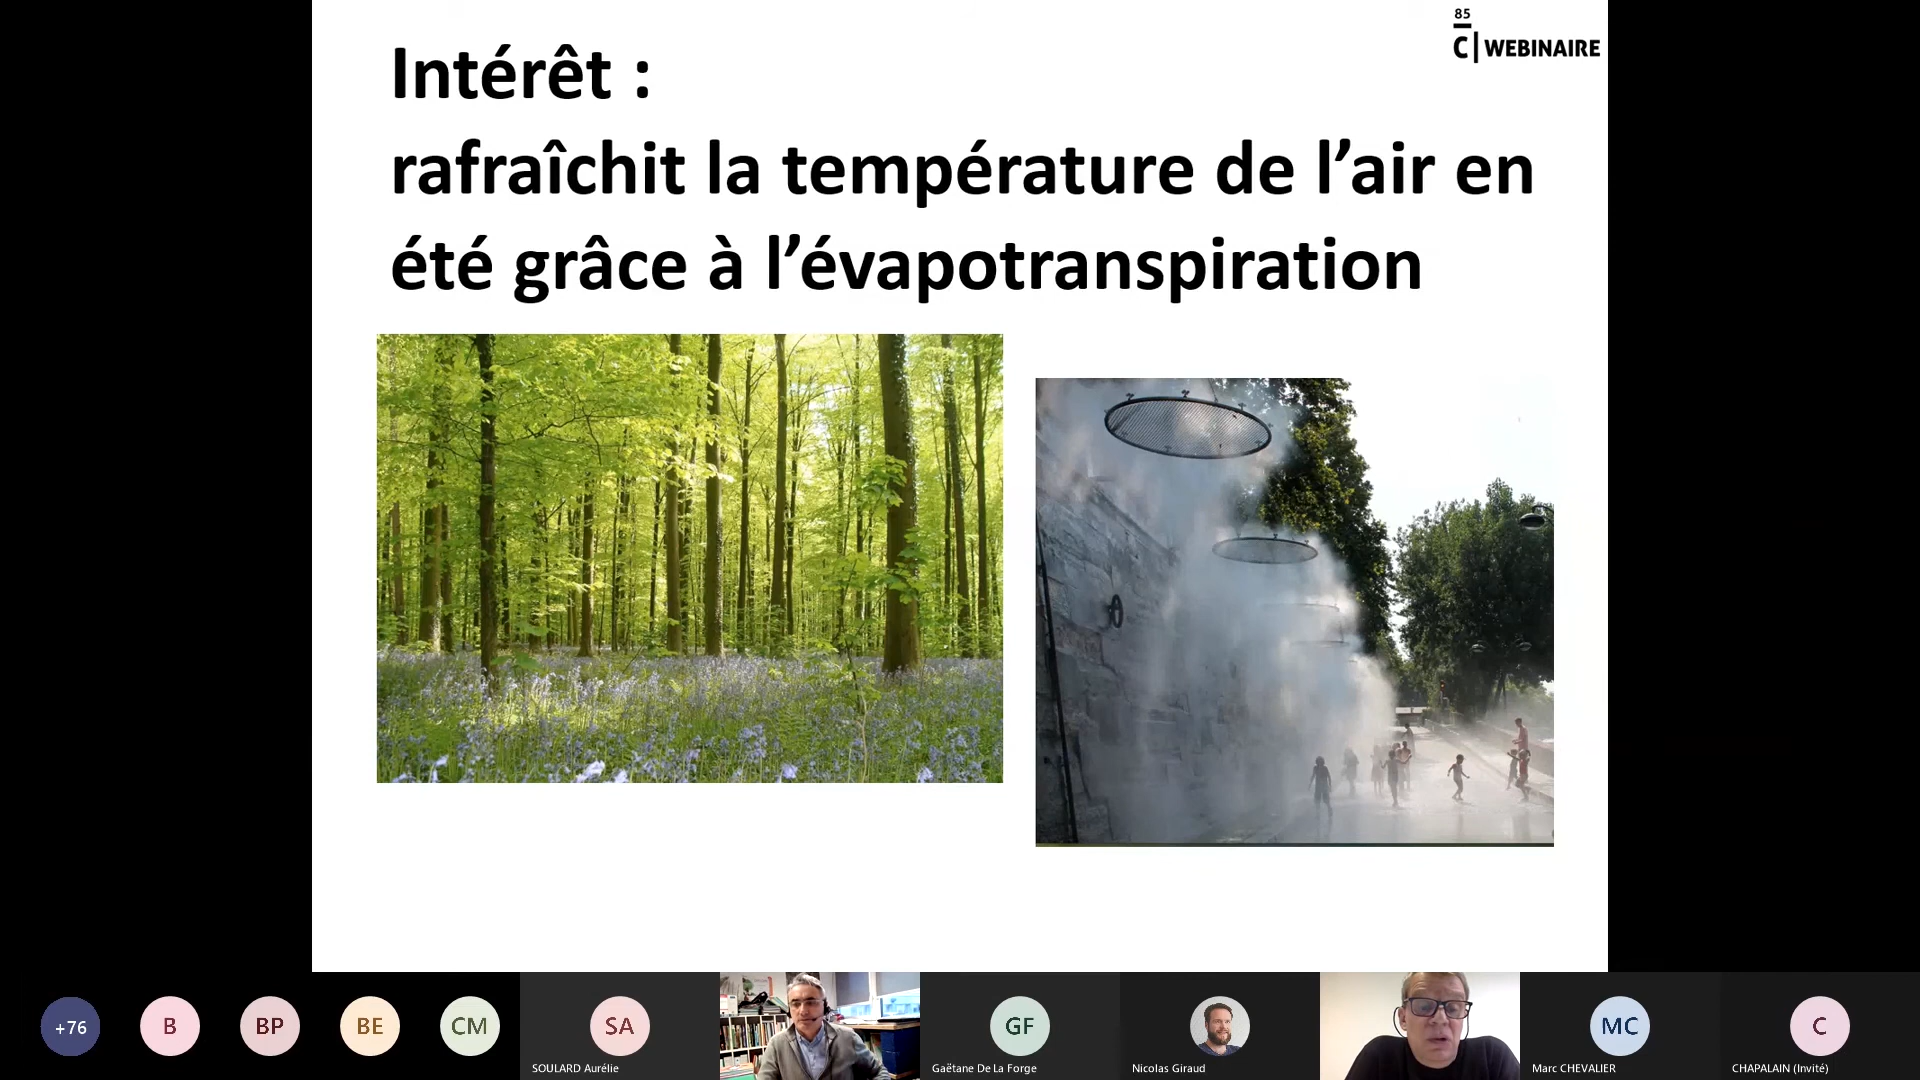 85
C | WEBINAIRE
Intérêt :
rafraîchit la température de l’air en
été grâce à l’évapotranspiration
+76
B
BP
BE
CM
SA
SOULARD Aurélie
GF
Gaëtane De La Forge
Nicolas Giraud
MC
Marc CHEVALIER
C
CHAPALAIN (Invité)